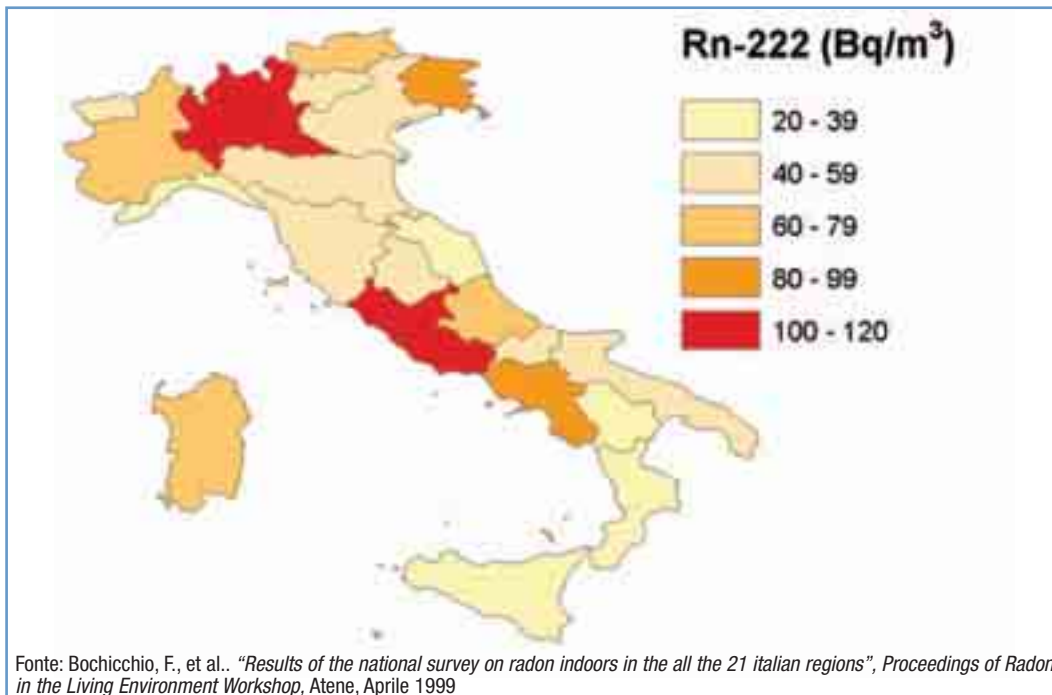 Rn-222 (Bq/m³)
20 - 39
40 - 59
60 - 79
80 - 99
100 - 120
Fonte: Bochicchio, F., et al.. “Results of the national survey on radon indoors in the all the 21 italian regions”, Proceedings of Radon
in the Living Environment Workshop, Atene, Aprile 1999